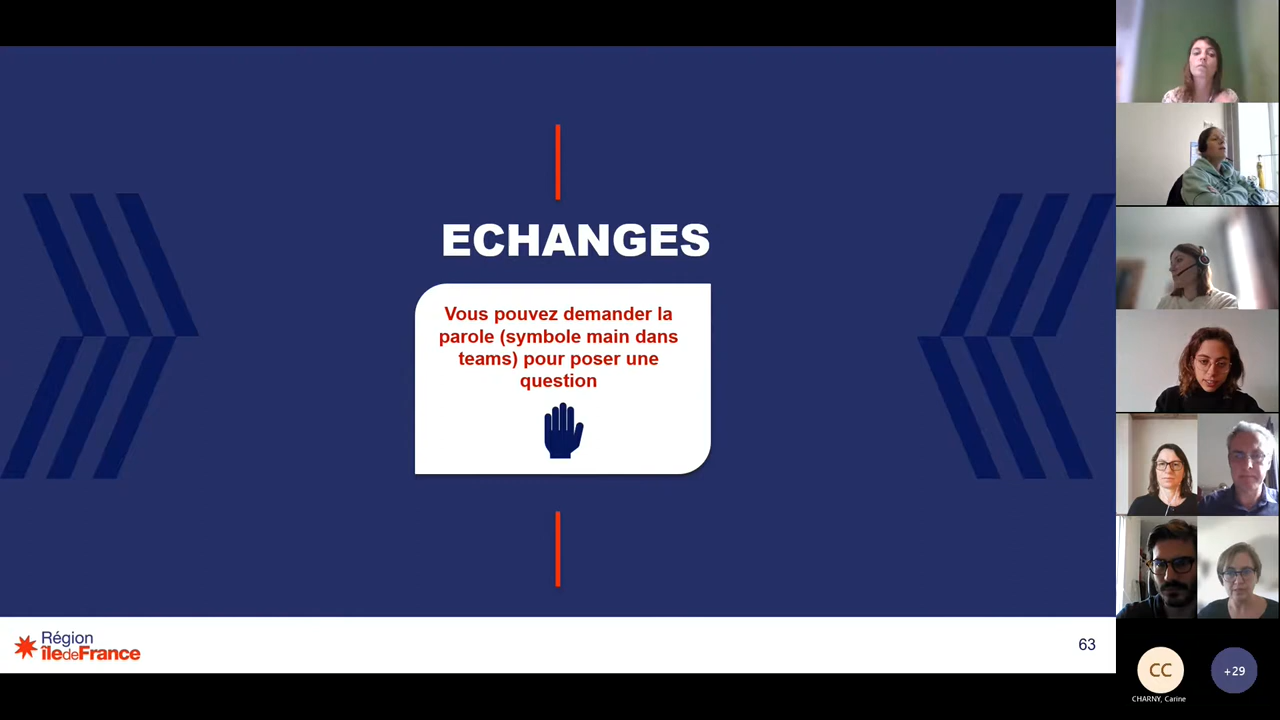 ECHANGES
Vous pouvez demander la
parole (symbole main dans
teams) pour poser une
question
Région
îledeFrance
63
CC
CHARNY, Carine
+29